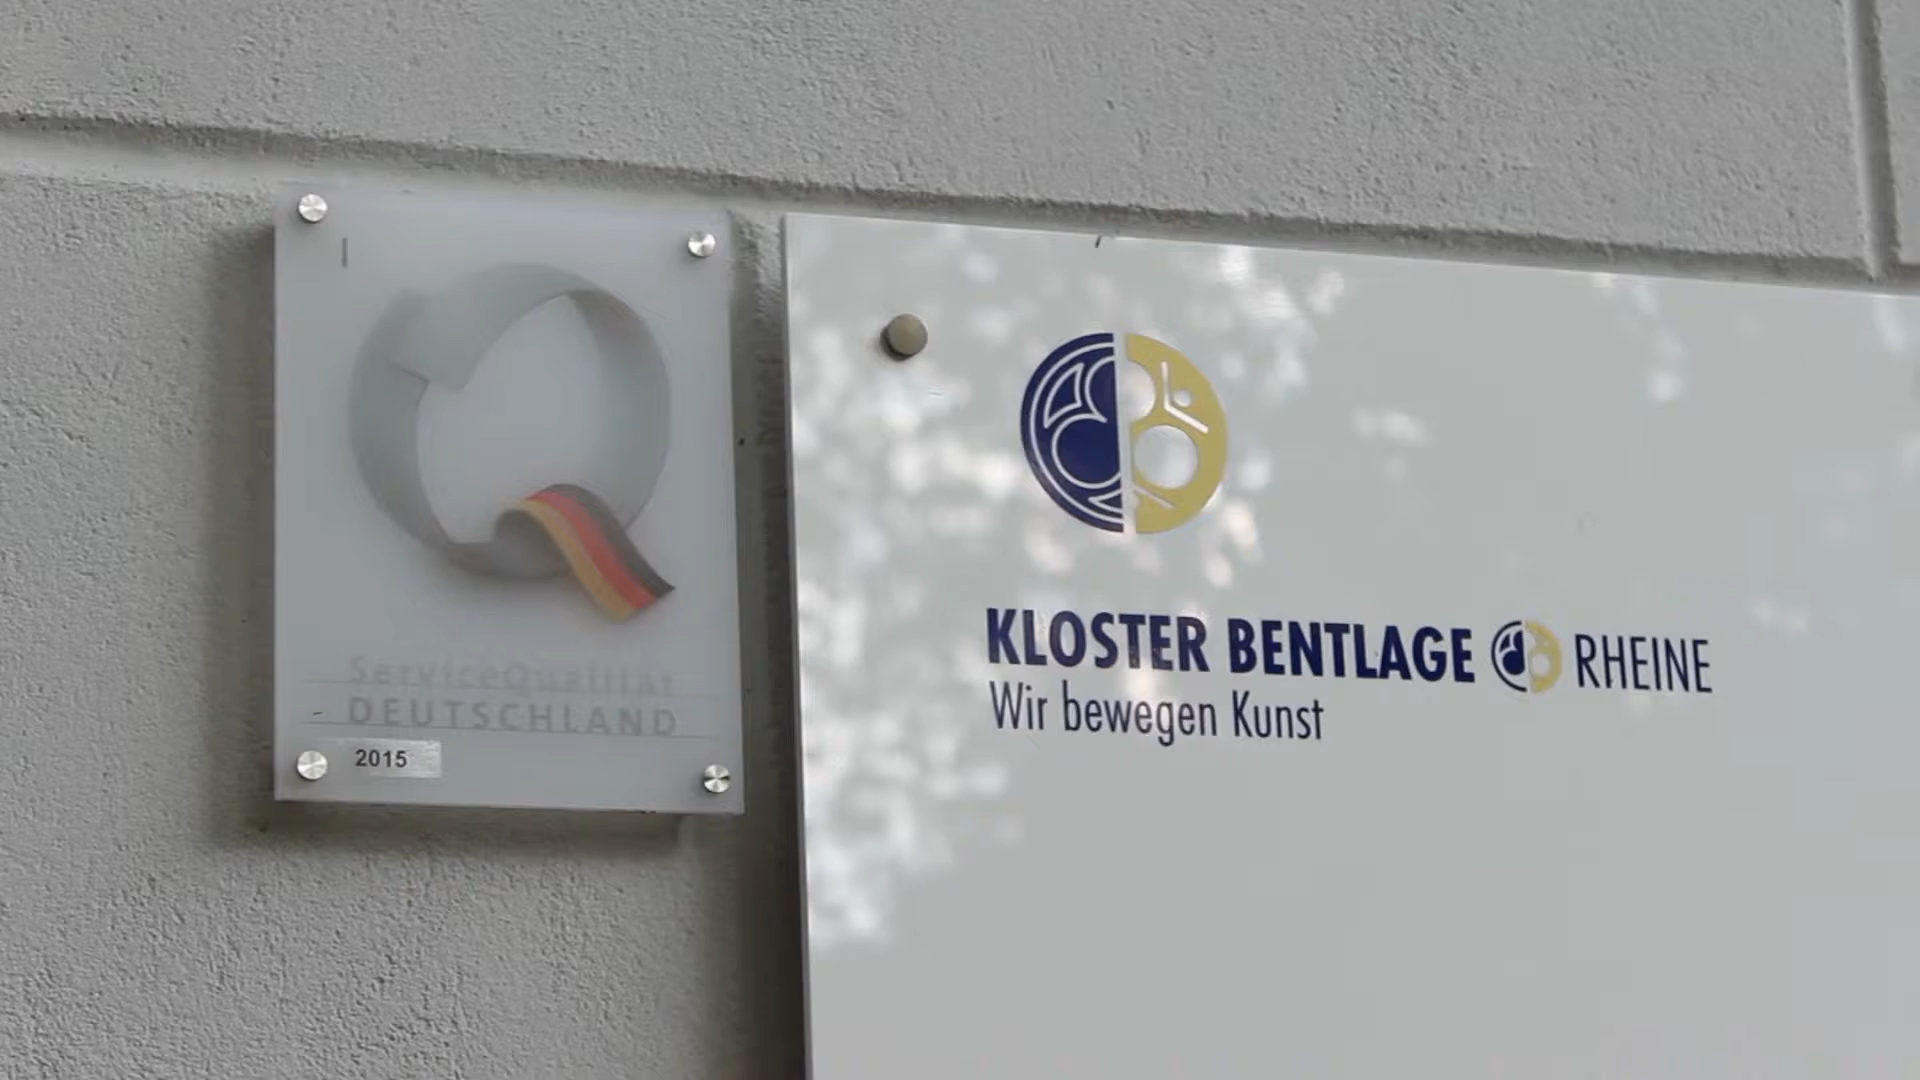 I
ServiceQualität
DEUTSCHLAND
2015
KLOSTER BENTLAGE RHEINE
Wir bewegen Kunst